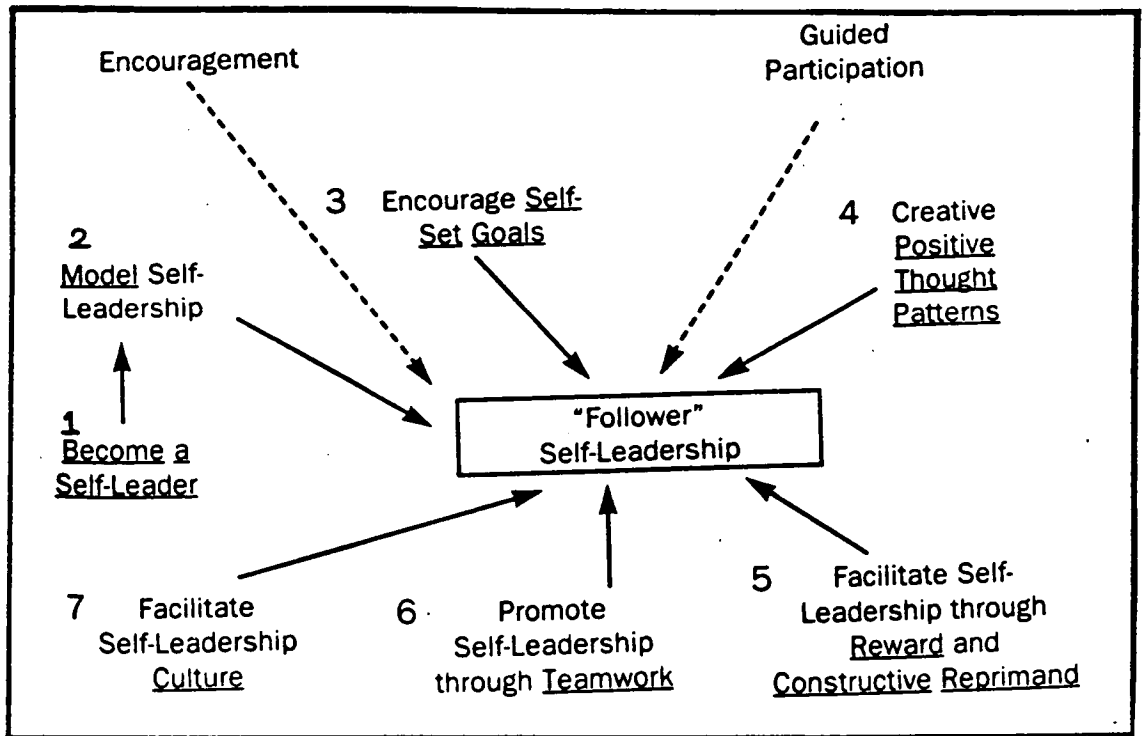 Encouragement
Guided
Participation
3 Encourage Self-
Set Goals
4 Creative
Positive
Thought
Patterns
2
Model Self-
Leadership
1
Become a
Self-Leader
"Follower"
Self-Leadership
7 Facilitate
Self-Leadership
Culture
6 Promote
Self-Leadership
through Teamwork
5 Facilitate Self-
Leadership through
Reward and
Constructive Reprimand